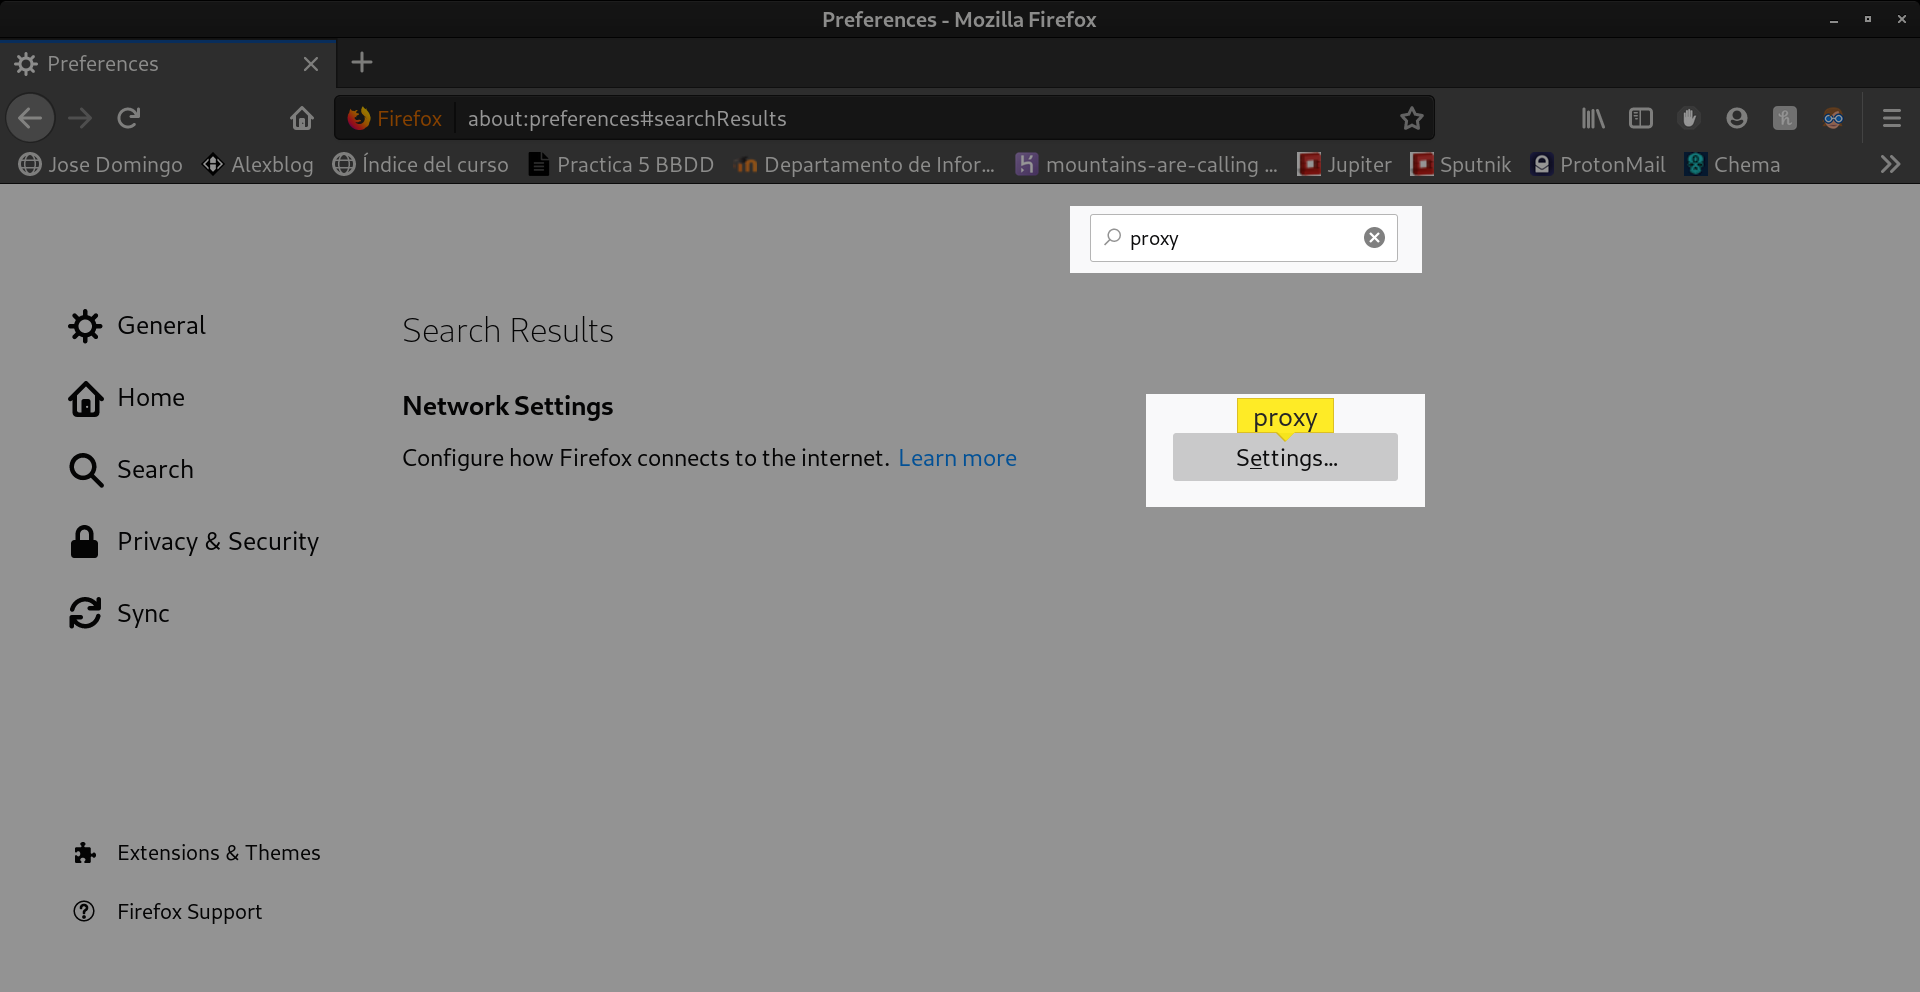 Preferences - Mozilla Firefox
Preferences
Firefox about:preferences#searchResults
Jose Domingo Alexblog Índice del curso Practica 5 BBDD Departamento de Infor... mountains-are-calling ... Jupiter Sputnik ProtonMail Chema
proxy
General
Home
Search
Privacy & Security
Sync
Extensions & Themes
Firefox Support
Search Results
Network Settings
Configure how Firefox connects to the internet. Learn more
proxy
Settings...